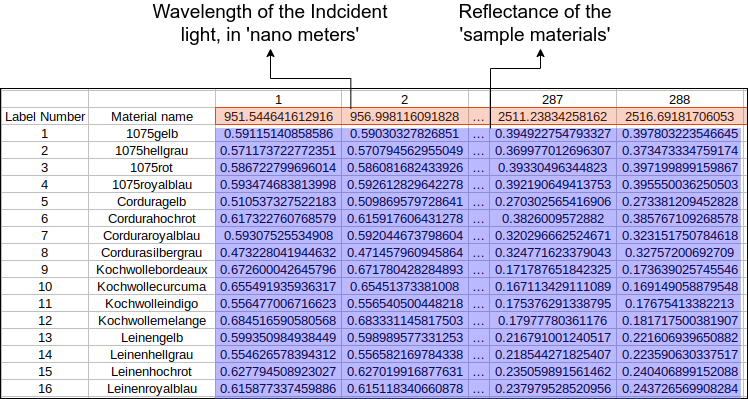 Wavelength of the Indcident
light, in 'nano meters'
Reflectance of the
'sample materials'
1 2 287 288
Label Number Material name 951.544641612916 956.998116091828 ... 2511.23834258162 2516.69181706053
1 1075gelb 0.59115140858586 0.59030327826851 ... 0.394922754793327 0.397803223546645
2 1075hellgrau 0.571173722772351 0.570794562955049 ... 0.369977012696307 0.373473334759174
3 1075rot 0.586722799696014 0.586081682433926 ... 0.39330496344823 0.397199899159867
4 1075royalblau 0.593474683813998 0.592612829642278 ... 0.392190649413753 0.395550036250503
5 Corduragelb 0.510537327522183 0.509869579728641 ... 0.270302565416906 0.273381209452828
6 Cordurahochrot 0.617322760768579 0.615917606431278 ... 0.3826009572882 0.385767109268578
7 Corduraroyalblau 0.59307525534908 0.592044673798604 ... 0.320296662524671 0.323151750784618
8 Cordurasilbergrau 0.473228041944632 0.471457960945864 ... 0.324771623379043 0.32757200692709
9 Kochwollebordeaux 0.672600042645796 0.671780428284893 ... 0.171787651842325 0.173639025745546
10 Kochwollecurcuma 0.655491935936317 0.65451373381008 ... 0.167113429111089 0.169149058879548
11 Kochwolleindigo 0.556477006716623 0.556540500448218 ... 0.175376291338795 0.17675413382213
12 Kochwollemelange 0.684516590580568 0.683331145817503 ... 0.17977780361176 0.181717500381907
13 Leinengelb 0.599350984938449 0.598989577331253 ... 0.216791001240517 0.221606939650882
14 Leinenhellgrau 0.554626578394312 0.556582169784338 ... 0.218544271825407 0.223590630337517
15 Leinenhochrot 0.627794508923027 0.627019916877631 ... 0.235059891561462 0.240406899152088
16 Leinenroyalblau 0.615877337459886 0.615118340660878 ... 0.237979528520956 0.243726569908284